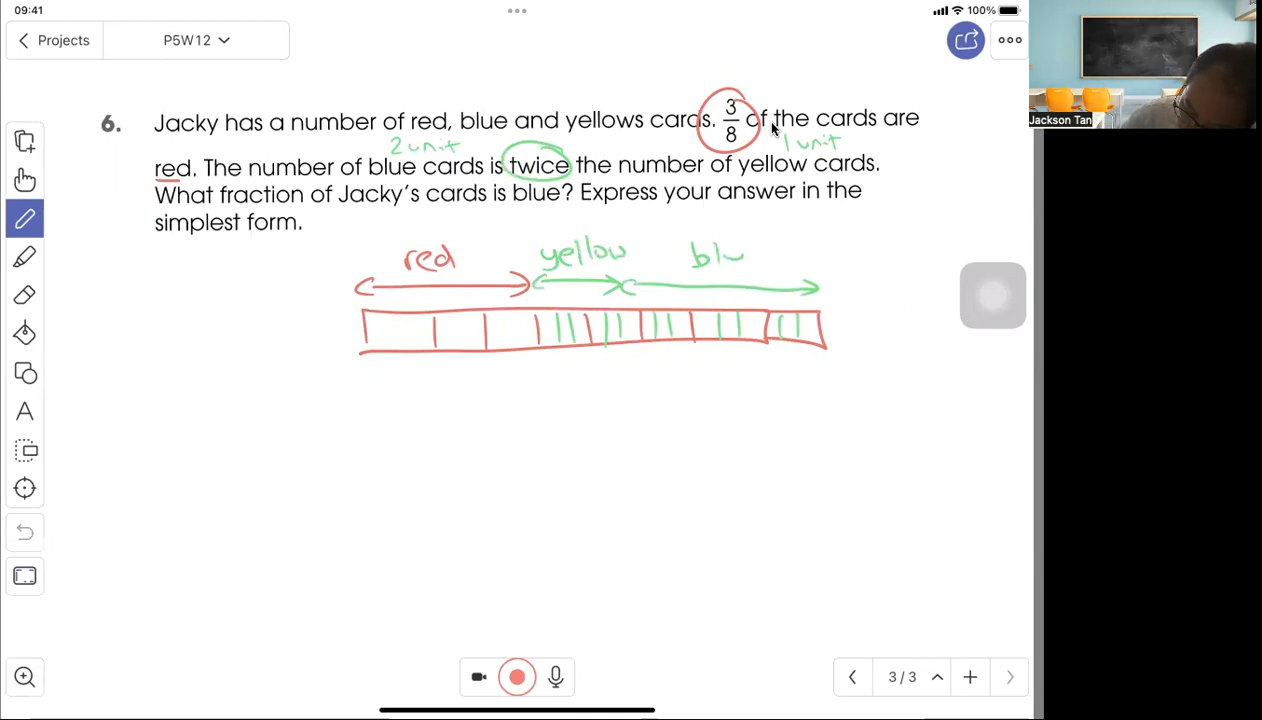 09:41
100%
Projects
P5W12
Jackson Tan
6. Jacky has a number of red, blue and yellows cards. 3/8 of the cards are
2 unit 1 unit
red. The number of blue cards is twice the number of yellow cards.
What fraction of Jacky's cards is blue? Express your answer in the
simplest form.
red yellow blu
A
3 / 3